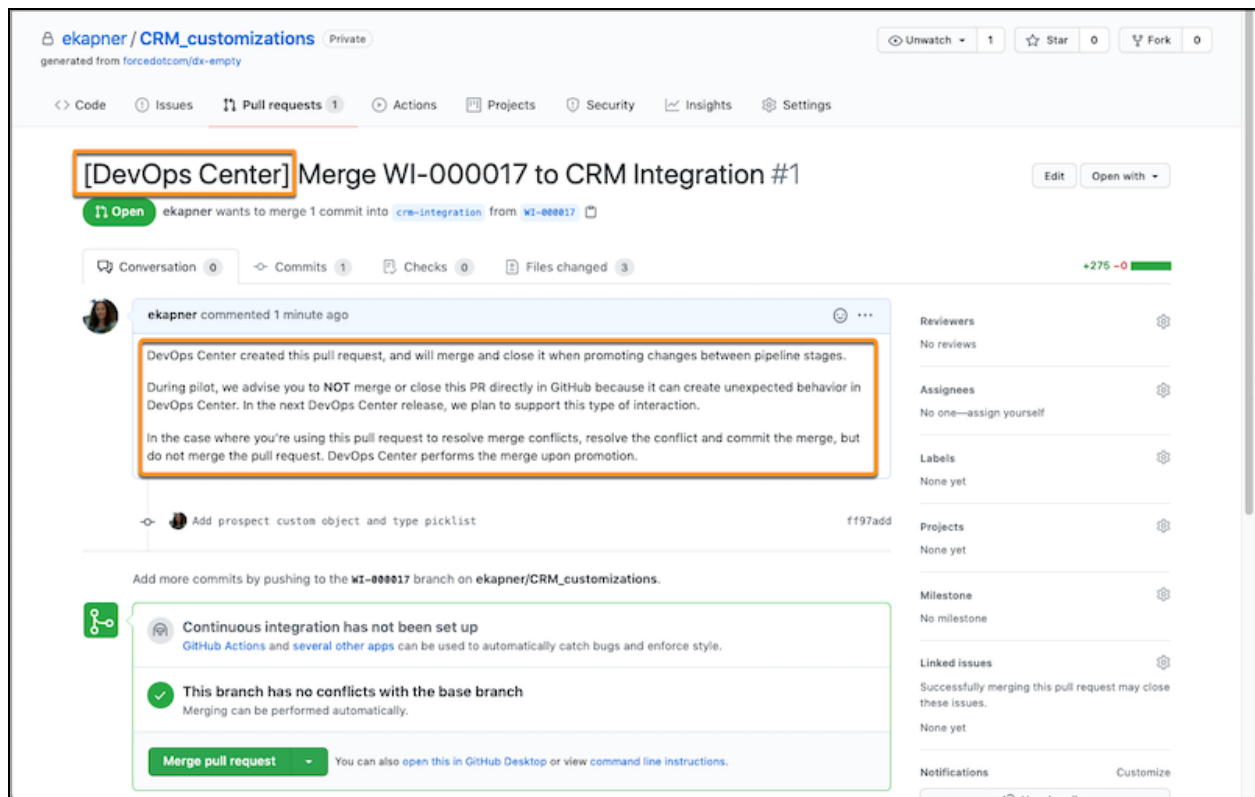 ekapner / CRM_customizations Private
Unwatch 1 Star 0 Fork 0
generated from forcedotcom/dx-empty
Code Issues Pull requests 1 Actions Projects Security Insights Settings
[DevOps Center] Merge WI-000017 to CRM Integration #1
Edit Open with
Open ekapner wants to merge 1 commit into crm-integration from WI-000017
Conversation 0 Commits 1 Checks 0 Files changed 3 +275 −0
ekapner commented 1 minute ago
DevOps Center created this pull request, and will merge and close it when promoting changes between pipeline stages.
During pilot, we advise you to NOT merge or close this PR directly in GitHub because it can create unexpected behavior in
DevOps Center. In the next DevOps Center release, we plan to support this type of interaction.
In the case where you're using this pull request to resolve merge conflicts, resolve the conflict and commit the merge, but
do not merge the pull request. DevOps Center performs the merge upon promotion.
Add prospect custom object and type picklist ff97add
Add more commits by pushing to the WI-000017 branch on ekapner/CRM_customizations.
Continuous integration has not been set up
GitHub Actions and several other apps can be used to automatically catch bugs and enforce style.
This branch has no conflicts with the base branch
Merging can be performed automatically.
Merge pull request You can also open this in GitHub Desktop or view command line instructions.
Reviewers
No reviews
Assignees
No one—assign yourself
Labels
None yet
Projects
None yet
Milestone
No milestone
Linked issues
Successfully merging this pull request may close
these issues.
None yet
Notifications Customize